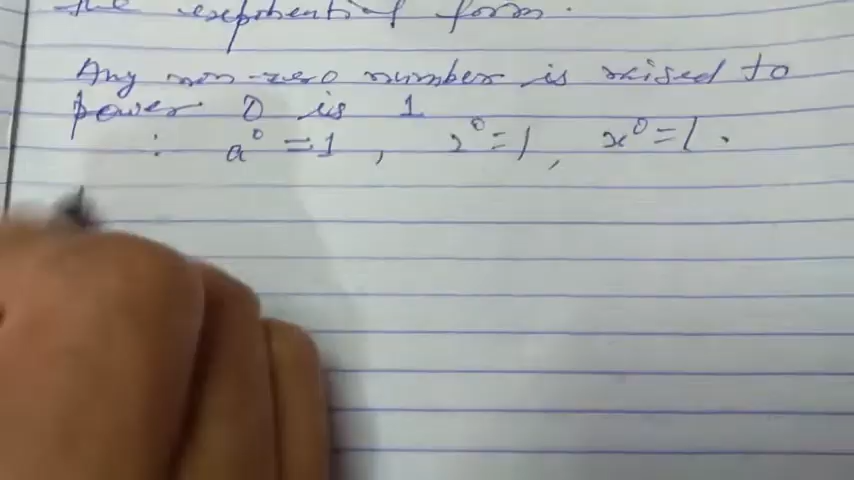 the exponential form.
Any non-zero number is raised to
power 0 is 1
: a⁰ = 1 , 2⁰ = 1 , x⁰ = 1 .